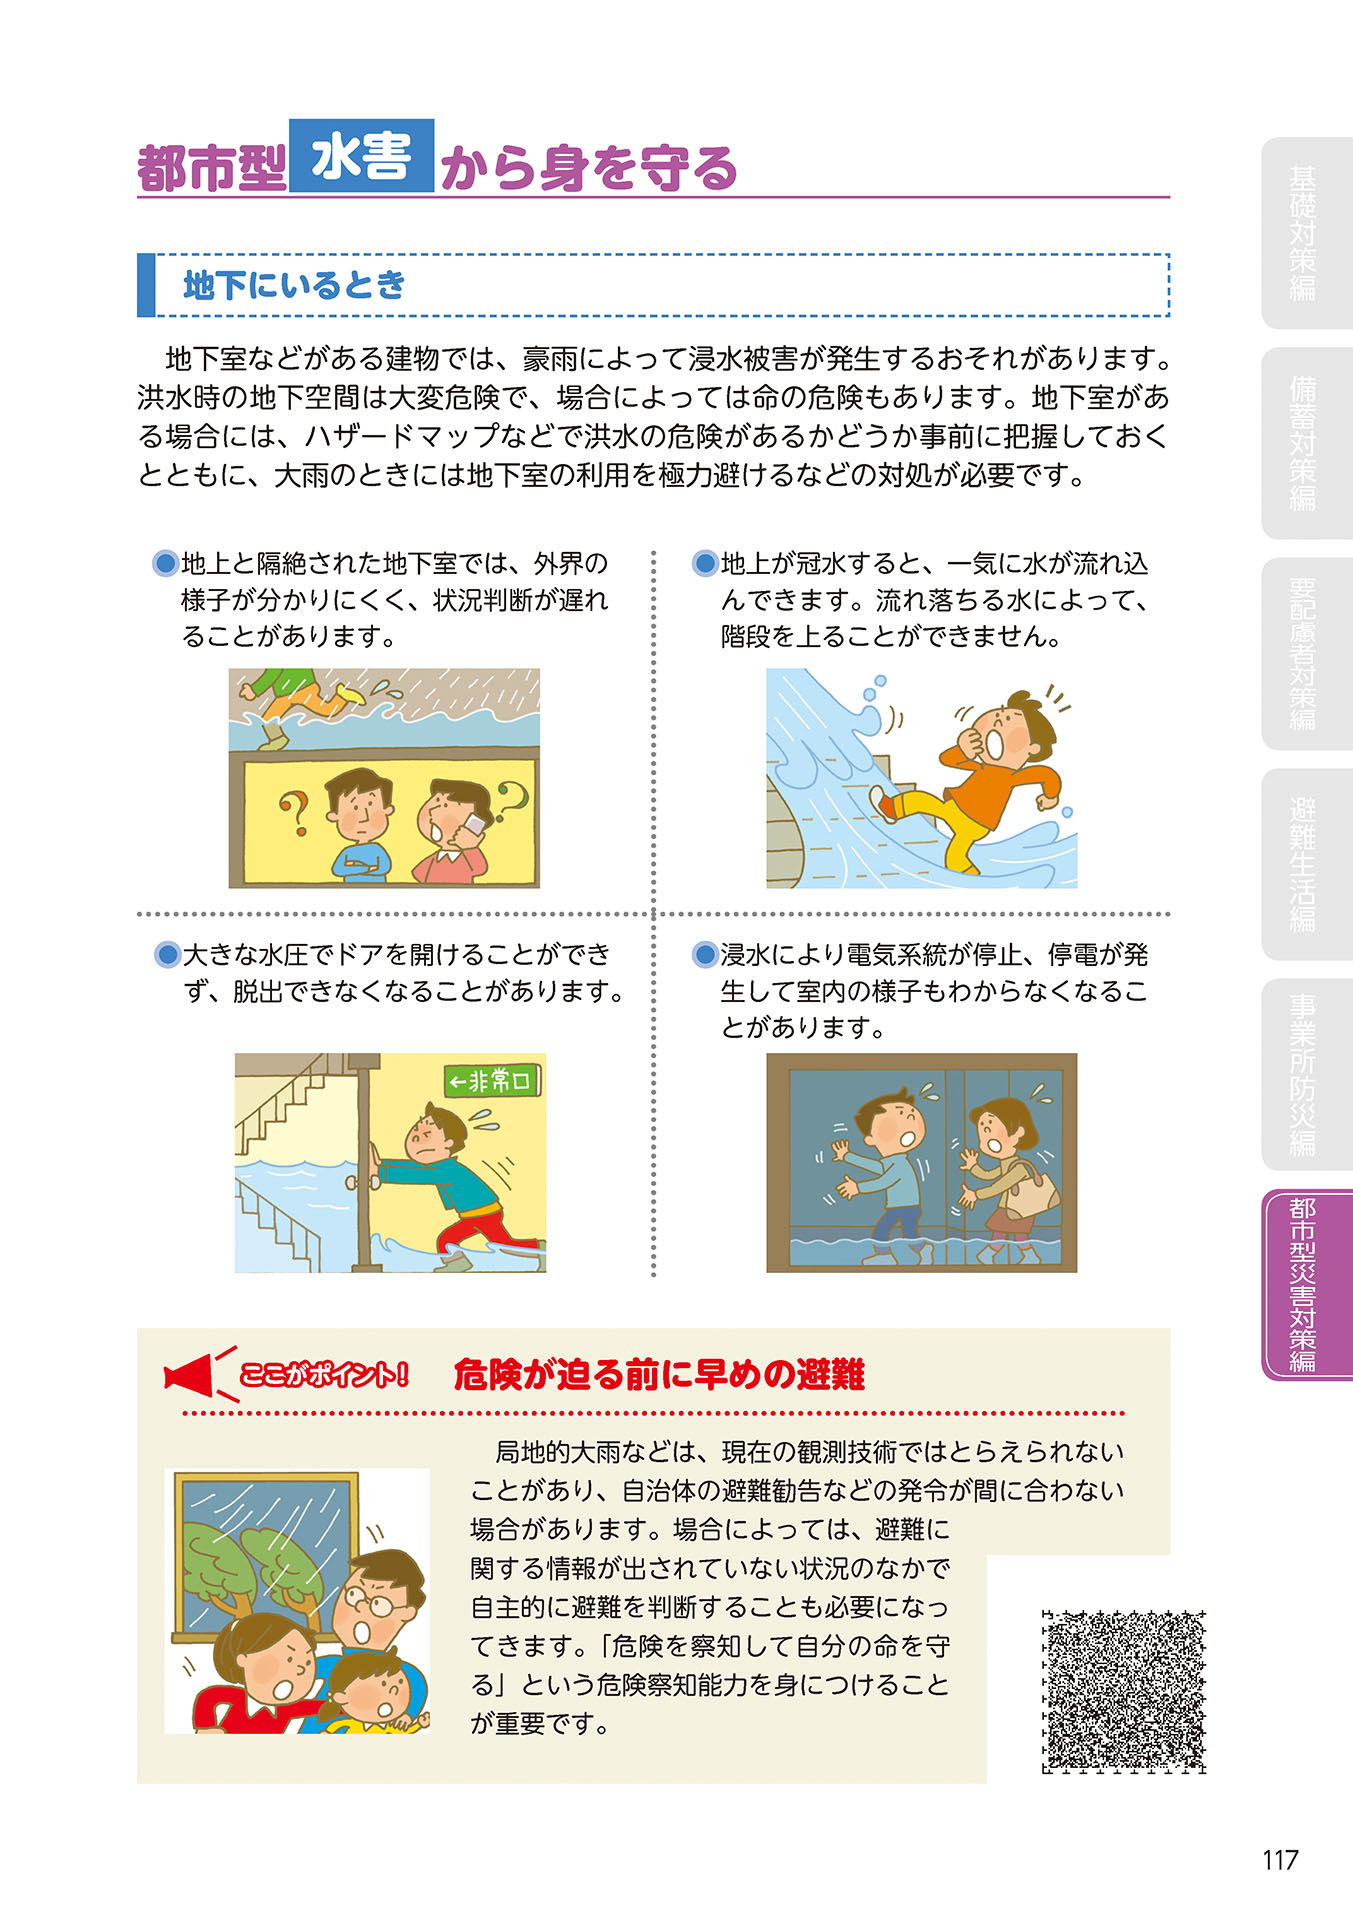 都市型水害から身を守る
地下にいるとき
地下室などがある建物では、豪雨によって浸水被害が発生するおそれがあります。
洪水時の地下空間は大変危険で、場合によっては命の危険もあります。地下室があ
る場合には、ハザードマップなどで洪水の危険があるかどうか事前に把握しておく
とともに、大雨のときには地下室の利用を極力避けるなどの対処が必要です。
地上と隔絶された地下室では、外界の
様子が分かりにくく、状況判断が遅れ
ることがあります。
?
?
地上が冠水すると、一気に水が流れ込
んできます。流れ落ちる水によって、
階段を上ることができません。
大きな水圧でドアを開けることができ
ず、脱出できなくなることがあります。
←非常口
浸水により電気系統が停止、停電が発
生して室内の様子もわからなくなるこ
とがあります。
ここがポイント!
危険が迫る前に早めの避難
局地的大雨などは、現在の観測技術ではとらえられない
ことがあり、自治体の避難勧告などの発令が間に合わない
場合があります。場合によっては、避難に
関する情報が出されていない状況のなかで
自主的に避難を判断することも必要になっ
てきます。「危険を察知して自分の命を守
る」という危険察知能力を身につけること
が重要です。
基礎対策編
備蓄対策編
要配慮者対策編
避難生活編
事業所防災編
都市型災害対策編
117